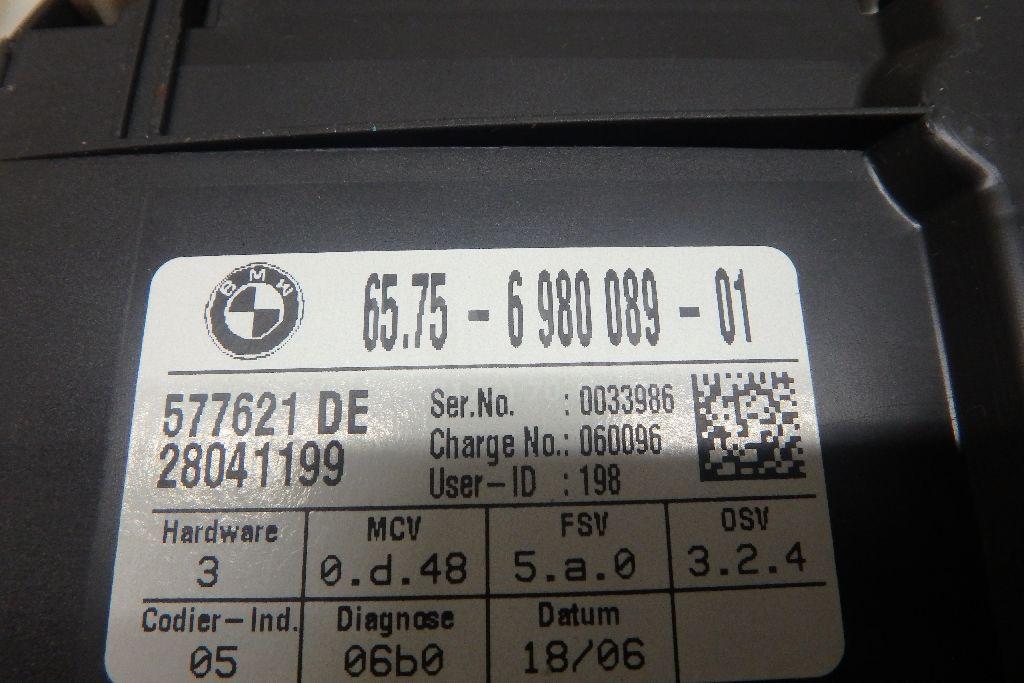 BMW
65.75 - 6 980 089 - 01
577621 DE
28041199
Ser.No. : 0033986
Charge No.: 060096
User-ID : 198
Hardware MCV FSV OSV
3 0.d.48 5.a.0 3.2.4
Codier-Ind. Diagnose Datum
05 06b0 18/06